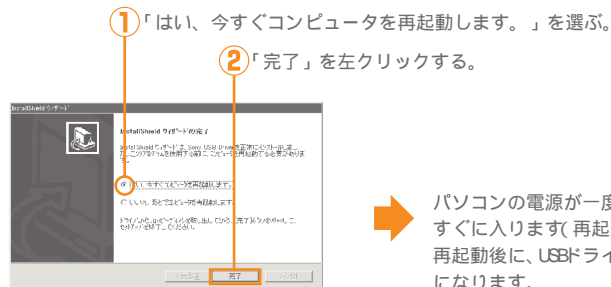 1「はい、今すぐコンピュータを再起動します。」を選ぶ。
2「完了」を左クリックする。
InstallShield ウィザード
InstallShield ウィザードの完了
はい、今すぐコンピュータを再起動します。
いいえ、あとでコンピュータを再起動します。
完了
パソコンの電源が一度
すぐに入ります(再起
再起動後に、USBドライ
になります。